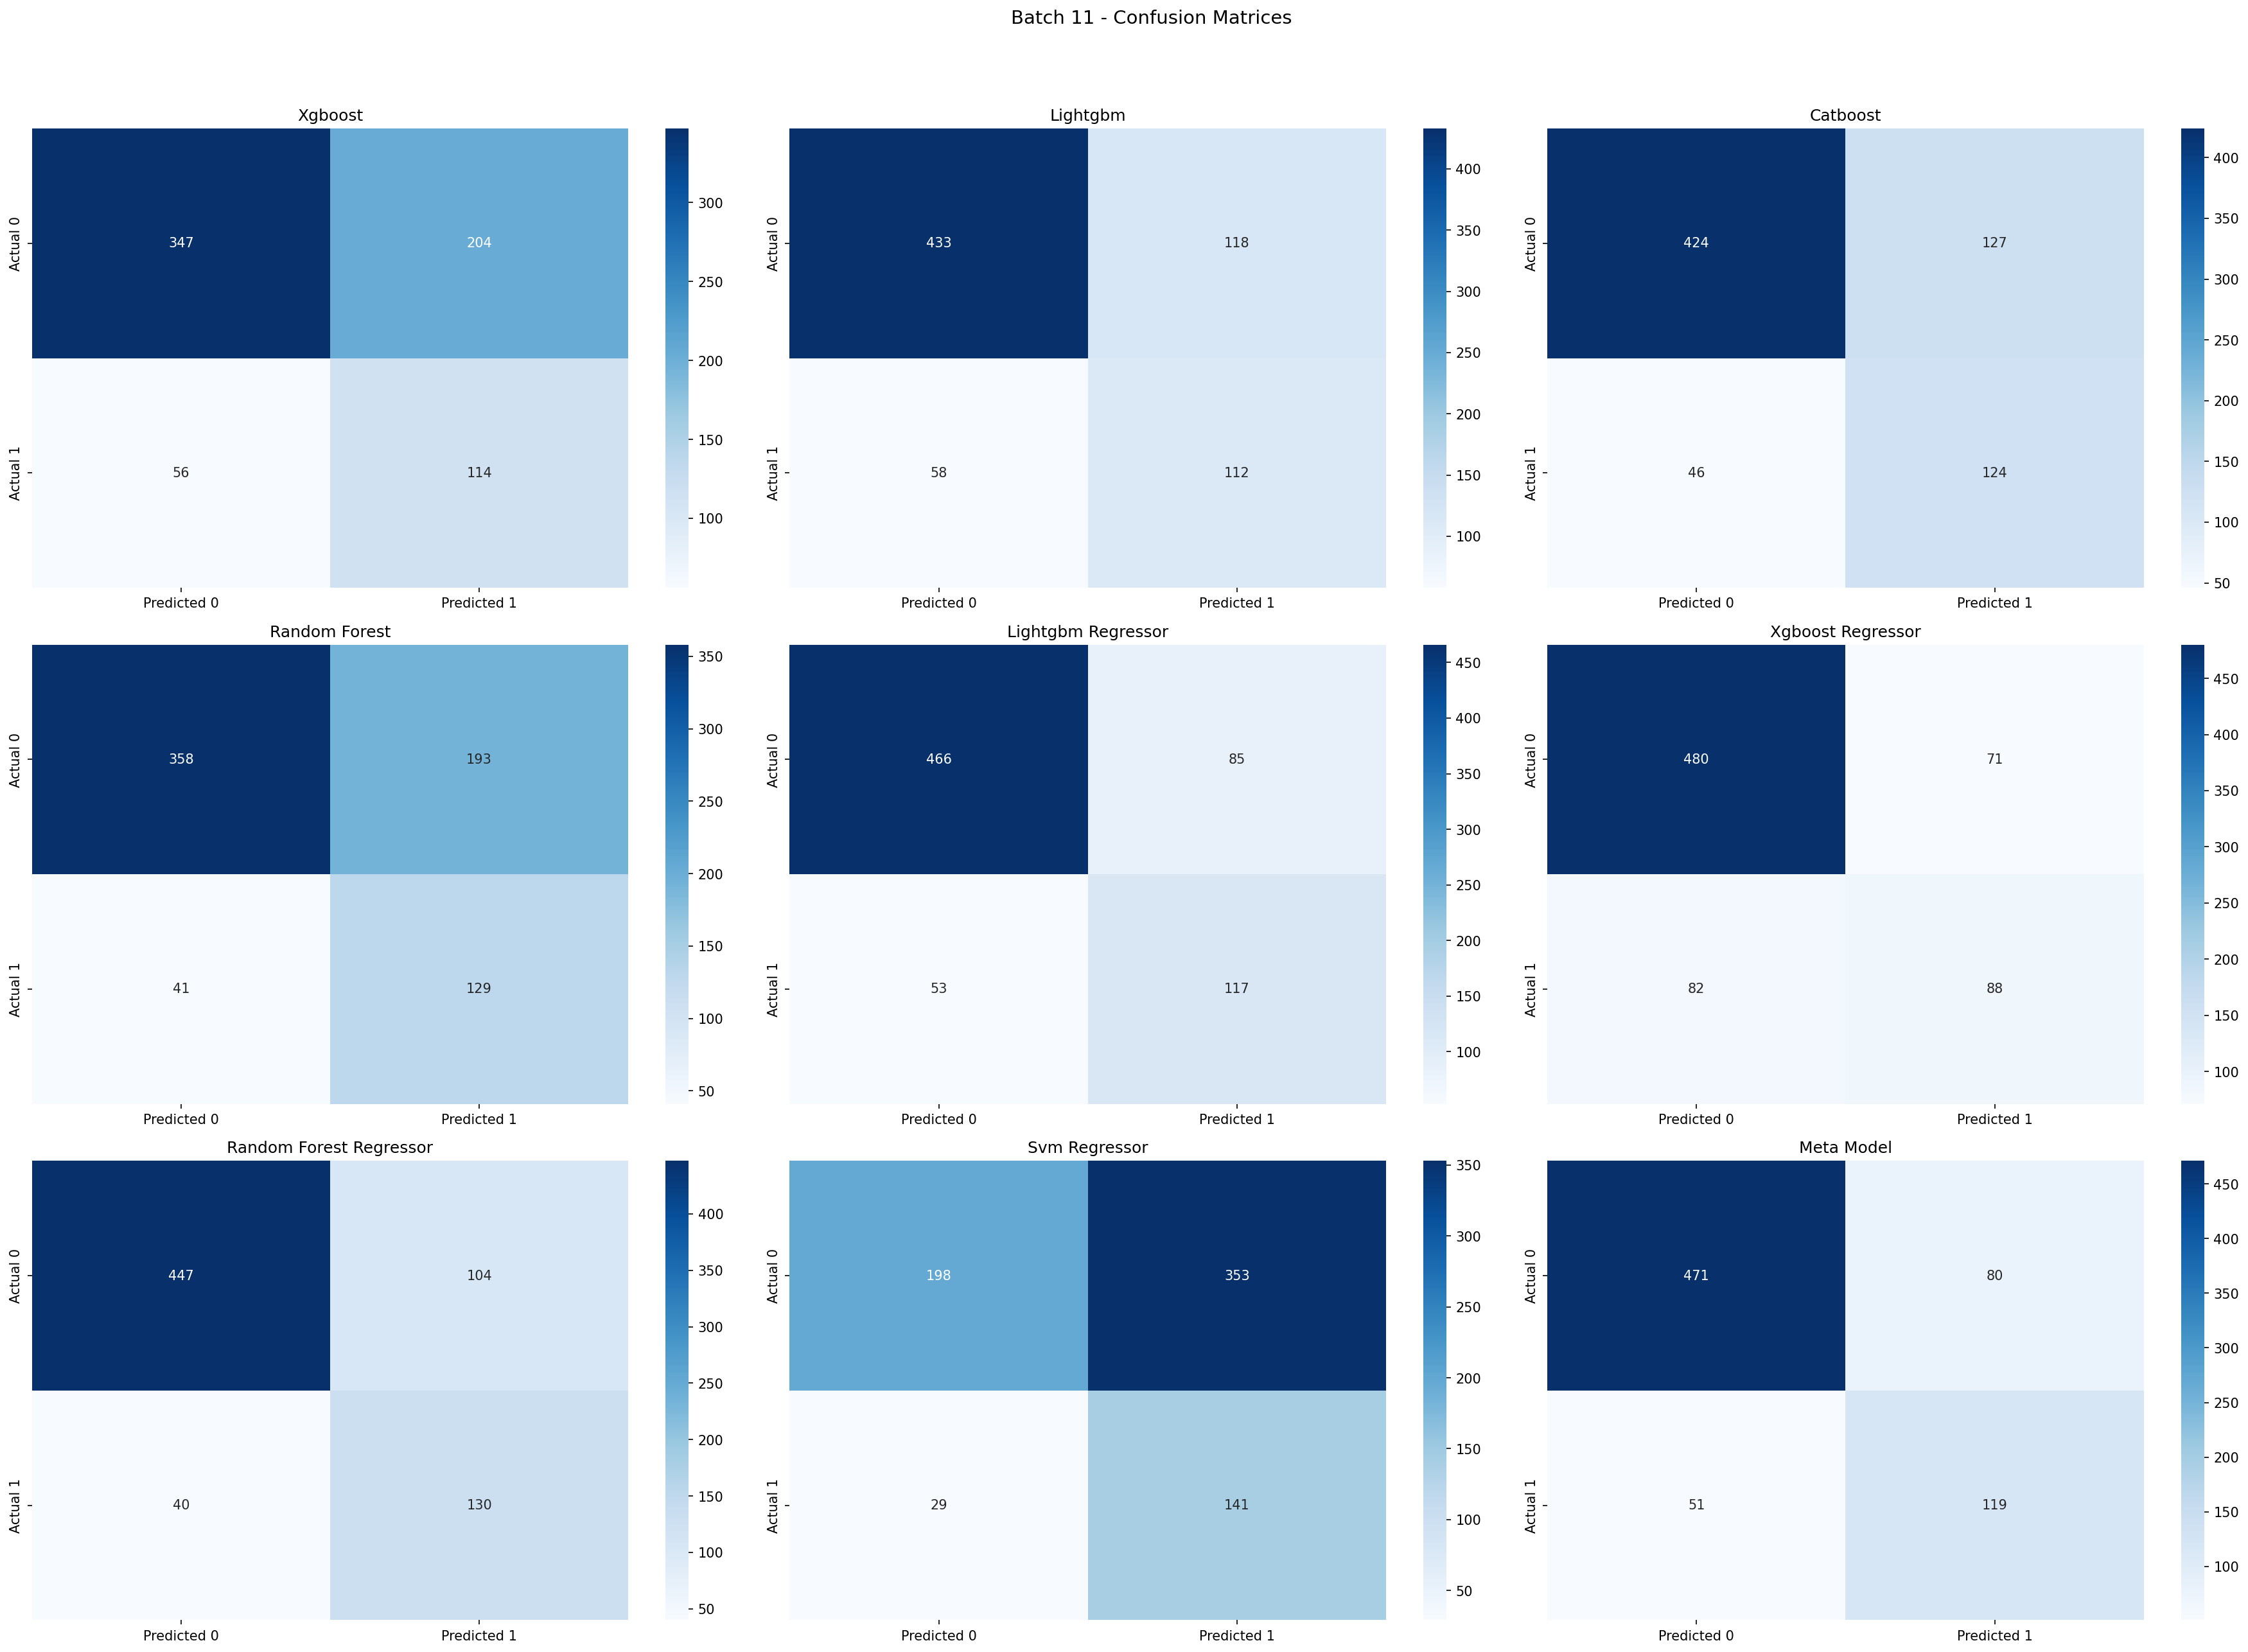 Batch 11 - Confusion Matrices
Xgboost
Actual 0
347
204
Actual 1
56
114
Predicted 0
Predicted 1
300
250
200
150
100
Lightgbm
Actual 0
433
118
Actual 1
58
112
Predicted 0
Predicted 1
400
350
300
250
200
150
100
Catboost
Actual 0
424
127
Actual 1
46
124
Predicted 0
Predicted 1
400
350
300
250
200
150
100
50
Random Forest
Actual 0
358
193
Actual 1
41
129
Predicted 0
Predicted 1
350
300
250
200
150
100
50
Lightgbm Regressor
Actual 0
466
85
Actual 1
53
117
Predicted 0
Predicted 1
450
400
350
300
250
200
150
100
Xgboost Regressor
Actual 0
480
71
Actual 1
82
88
Predicted 0
Predicted 1
450
400
350
300
250
200
150
100
Random Forest Regressor
Actual 0
447
104
Actual 1
40
130
Predicted 0
Predicted 1
400
350
300
250
200
150
100
50
Svm Regressor
Actual 0
198
353
Actual 1
29
141
Predicted 0
Predicted 1
350
300
250
200
150
100
50
Meta Model
Actual 0
471
80
Actual 1
51
119
Predicted 0
Predicted 1
450
400
350
300
250
200
150
100